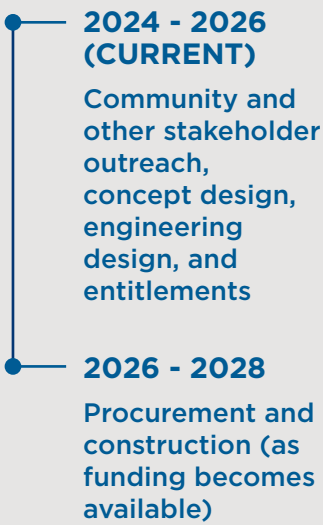 2024 - 2026
(CURRENT)
Community and
other stakeholder
outreach,
concept design,
engineering
design, and
entitlements
2026 - 2028
Procurement and
construction (as
funding becomes
available)